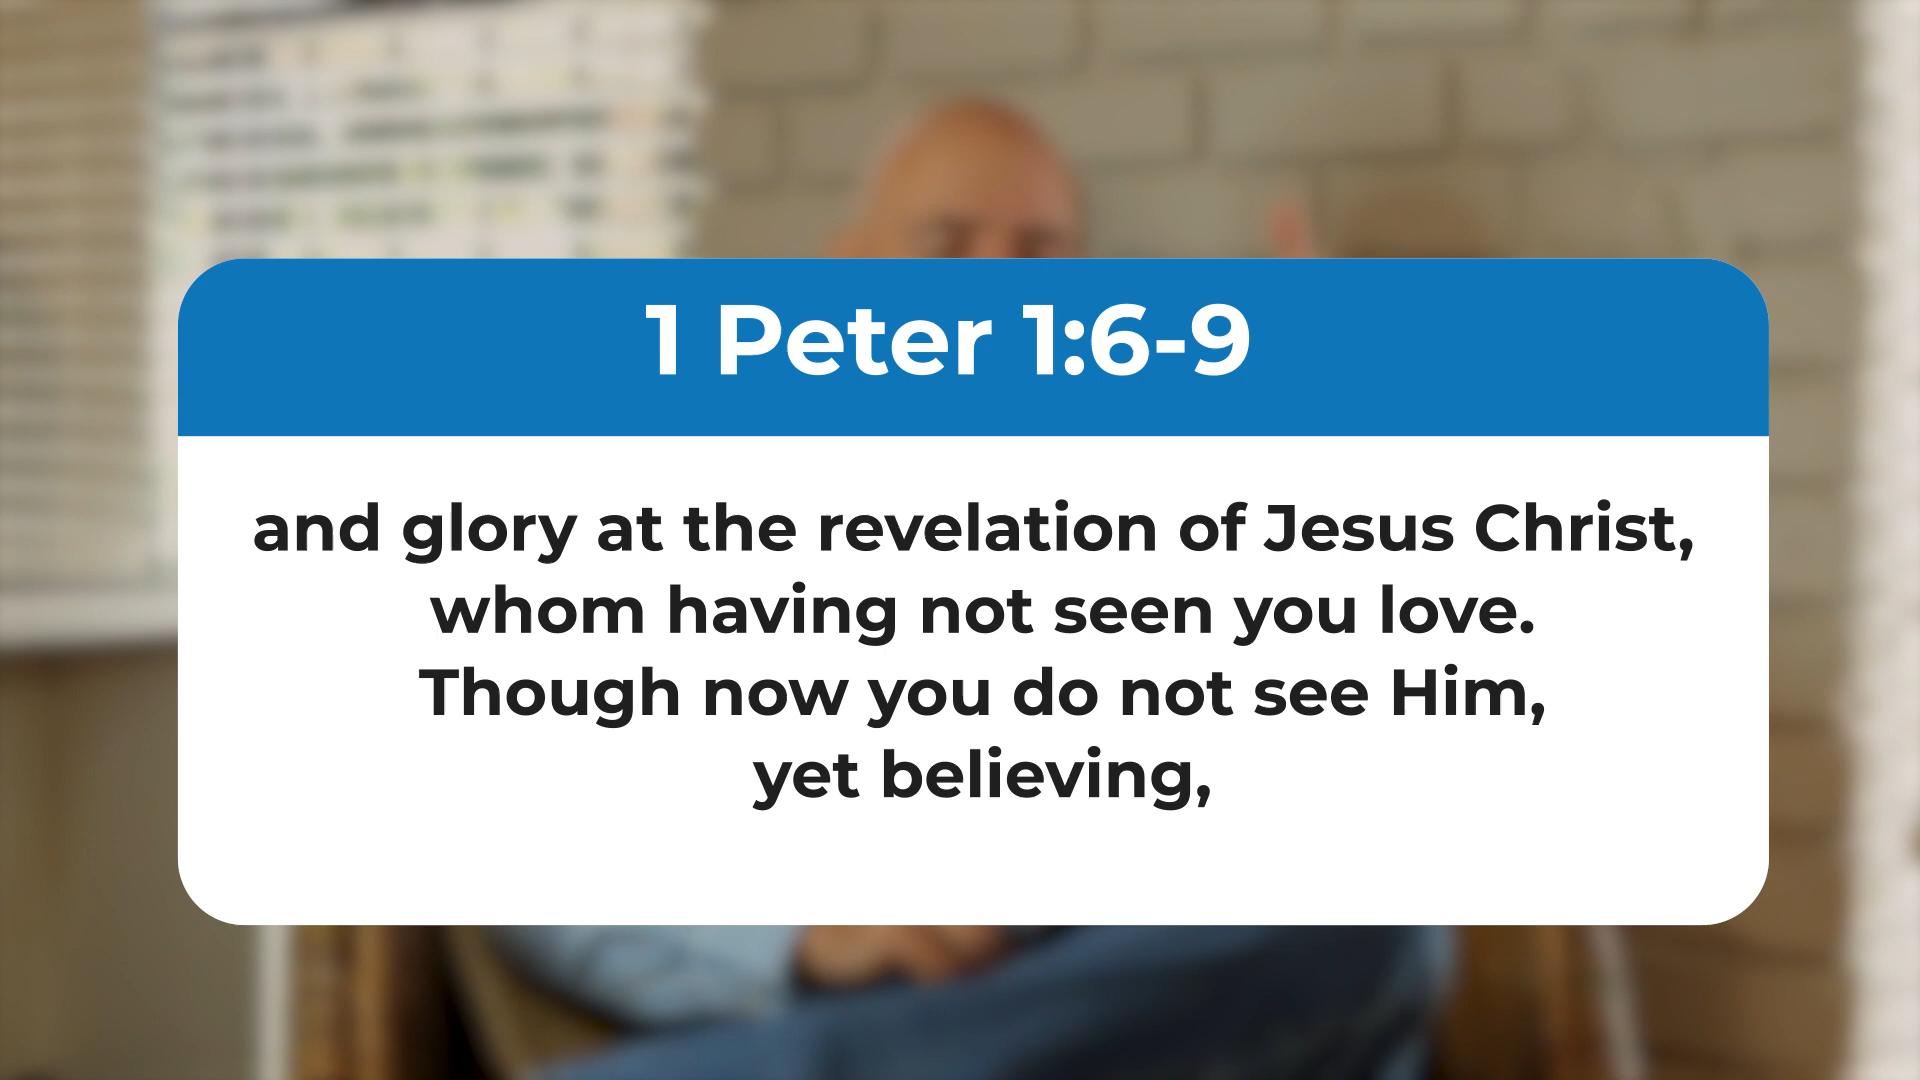 1 Peter 1:6-9
and glory at the revelation of Jesus Christ,
whom having not seen you love.
Though now you do not see Him,
yet believing,